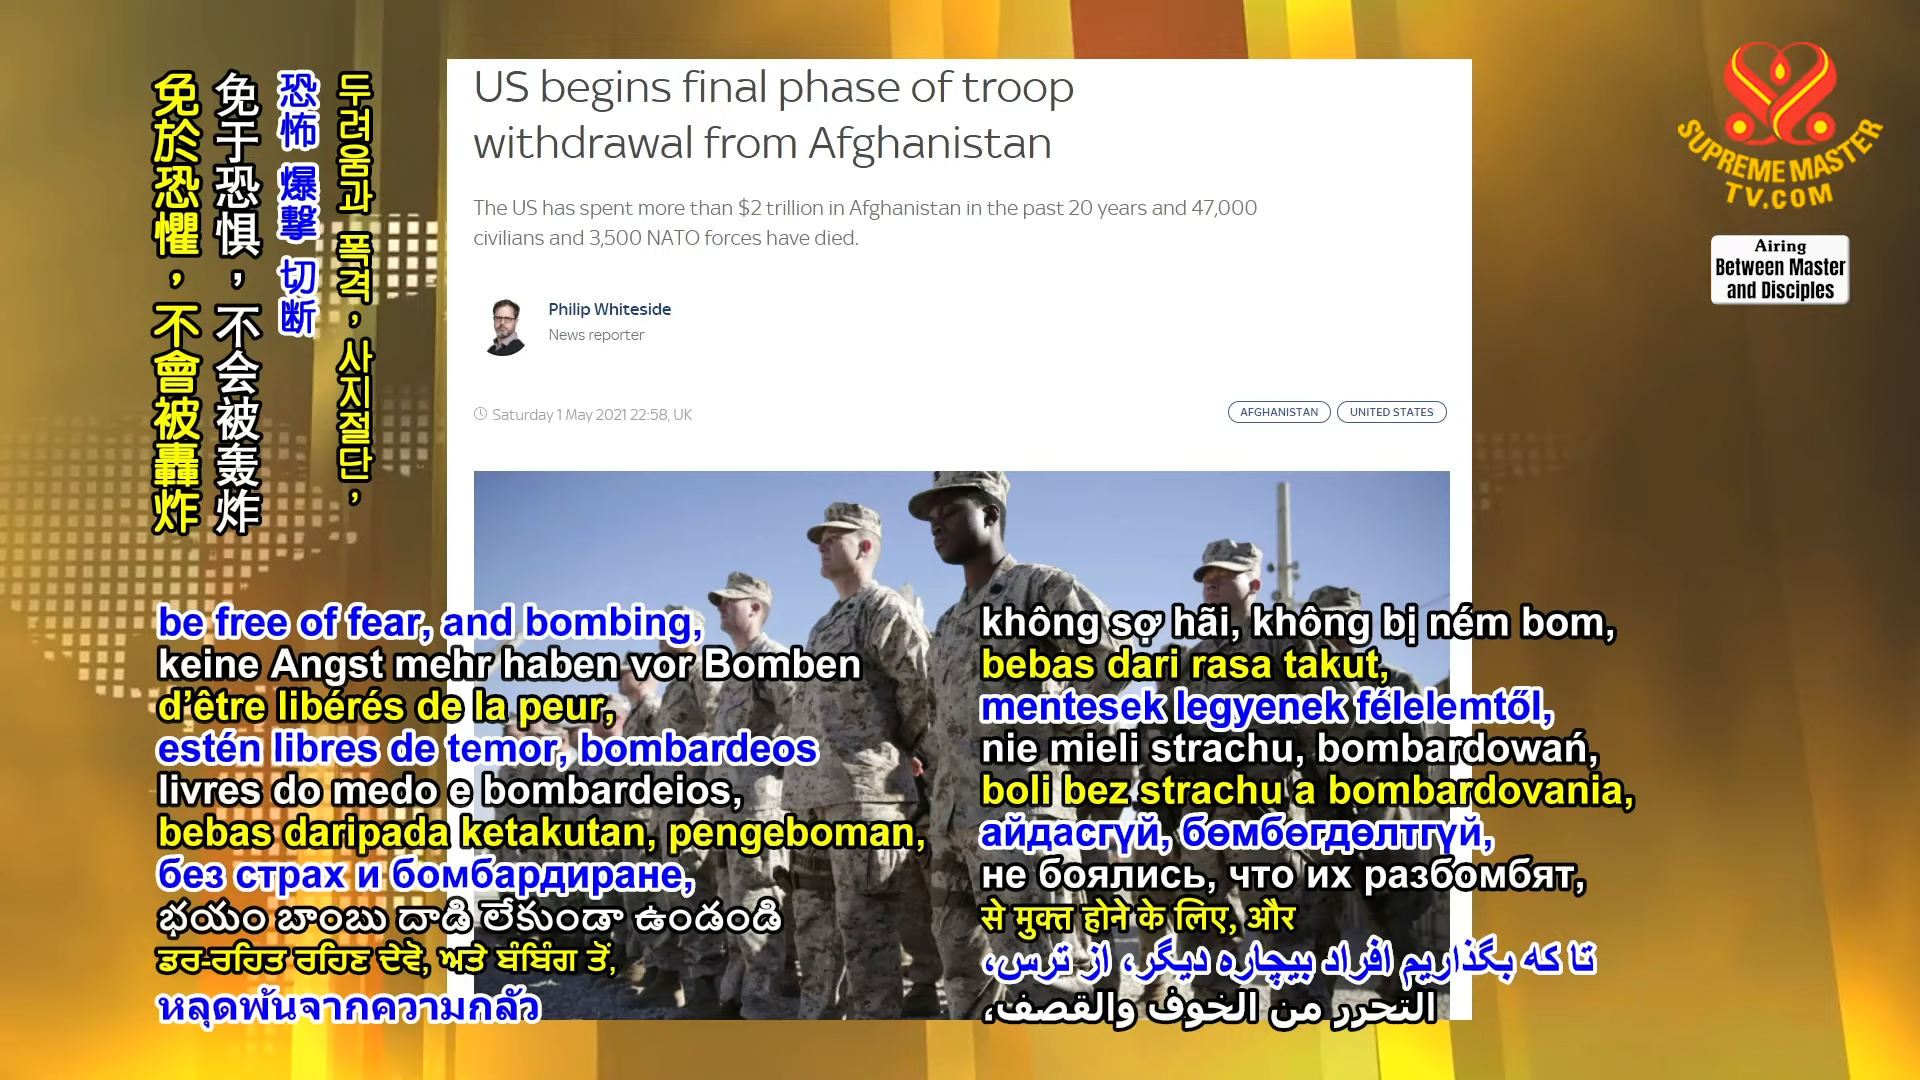 US begins final phase of troop
withdrawal from Afghanistan
The US has spent more than $2 trillion in Afghanistan in the past 20 years and 47,000
civilians and 3,500 NATO forces have died.
Philip Whiteside
News reporter
Saturday 1 May 2021 22:58, UK
AFGHANISTAN
UNITED STATES
SUPREME MASTER
TV.COM
Airing
Between Master
and Disciples
두려움과 폭격, 사지절단,
恐怖 爆撃 切断
免于恐惧，不会被轰炸
免於恐懼，不會被轟炸
be free of fear, and bombing,
keine Angst mehr haben vor Bomben
d’être libérés de la peur,
estén libres de temor, bombardeos
livres do medo e bombardeios,
bebas daripada ketakutan, pengeboman,
без страх и бомбардиране,
భయం బాంబు దాడి లేకుండా ఉండండి
ਡਰ-ਰਹਿਤ ਰਹਿਣ ਦੇਵੋ, ਅਤੇ ਬੰਬਿੰਗ ਤੋਂ,
หลุดพ้นจากความกลัว
không sợ hãi, không bị ném bom,
bebas dari rasa takut,
mentesek legyenek félelemtől,
nie mieli strachu, bombardowań,
boli bez strachu a bombardovania,
айдасгүй, бөмбөгдөлтгүй,
не боялись, что их разбомбят,
से मुक्त होने के लिए, और
تا که بگذاریم افراد بیچاره دیگر، از ترس،
التحرر من الخوف والقصف،